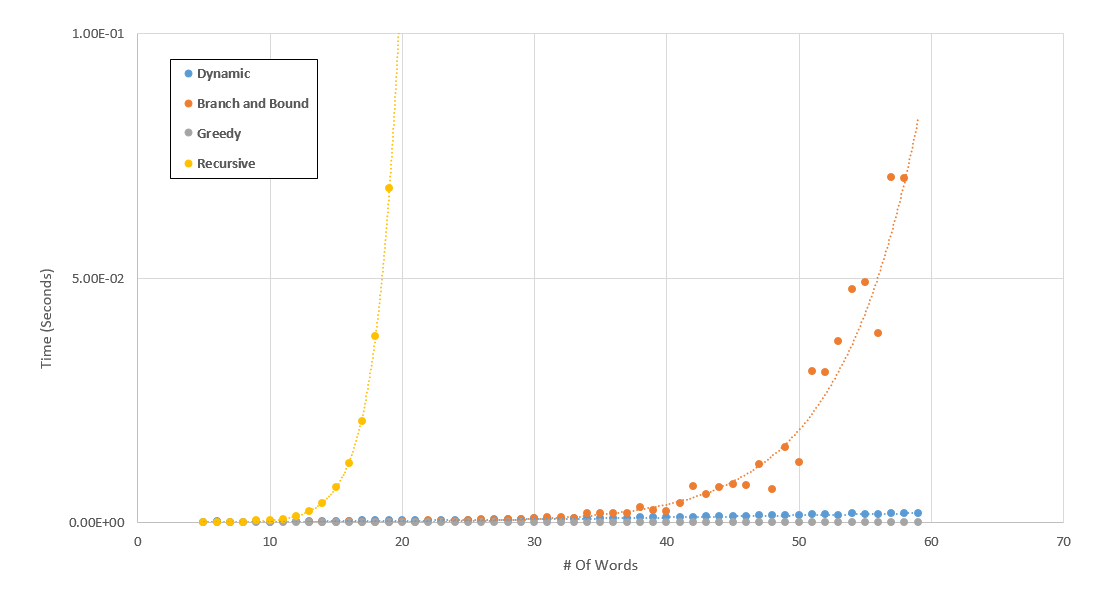 1.00E-01
Dynamic
Branch and Bound
Greedy
Recursive
5.00E-02
Time (Seconds)
0.00E+00
0 10 20 30 40 50 60 70
# Of Words